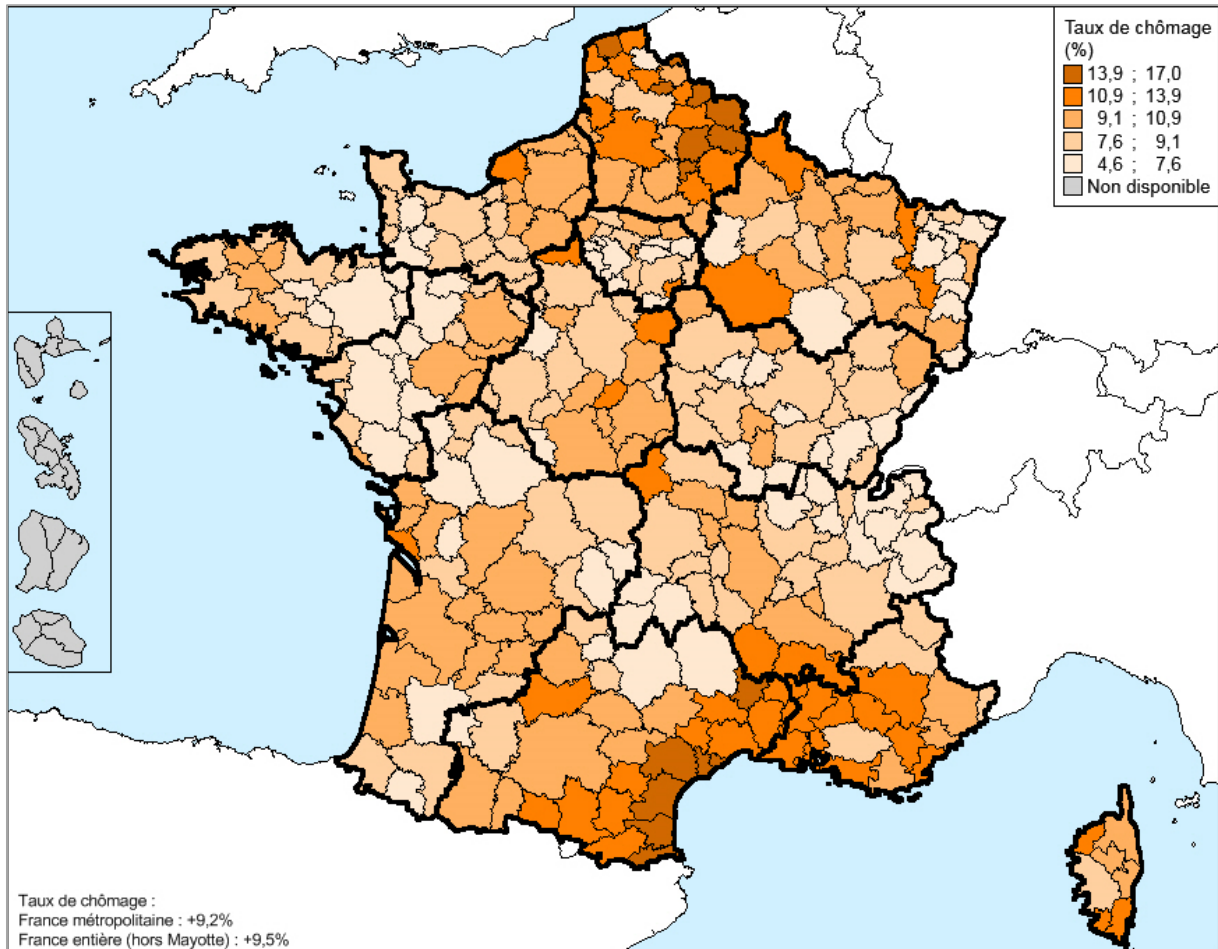 Taux de chômage
(%)
13,9 ; 17,0
10,9 ; 13,9
9,1 ; 10,9
7,6 ; 9,1
4,6 ; 7,6
Non disponible
Taux de chômage :
France métropolitaine : +9,2%
France entière (hors Mayotte) : +9,5%